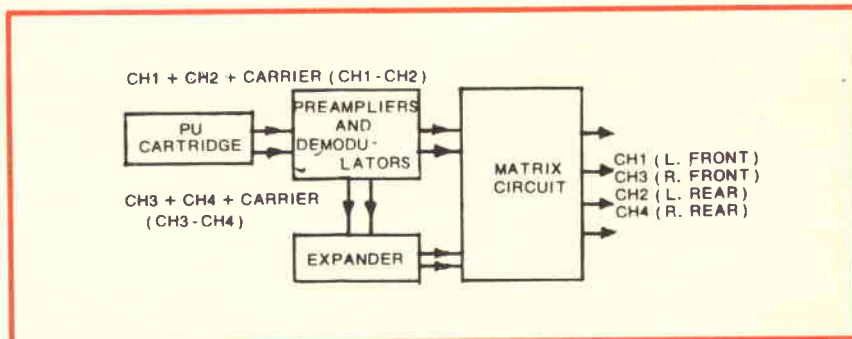 CH1 + CH2 + CARRIER (CH1-CH2)
PU
CARTRIDGE
PREAMPLIERS
AND
DEMODU-
LATORS
CH3 + CH4 + CARRIER
(CH3-CH4)
EXPANDER
MATRIX
CIRCUIT
CH1 (L. FRONT)
CH3 (R. FRONT)
CH2 (L. REAR)
CH4 (R. REAR)